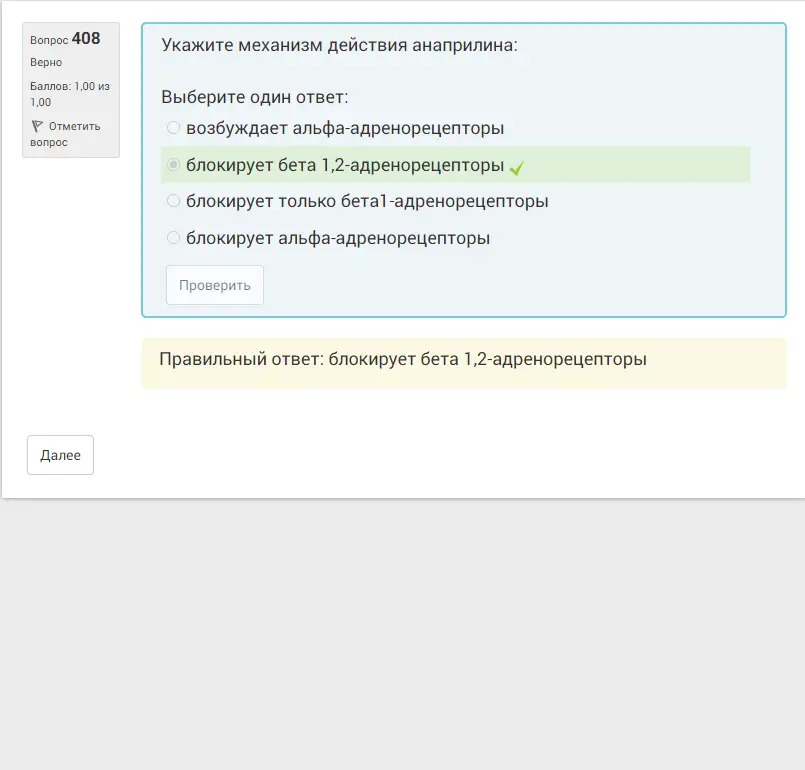 Вопрос 408
Верно
Баллов: 1,00 из
1,00
Отметить
вопрос
Укажите механизм действия анаприлина:
Выберите один ответ:
возбуждает альфа-адренорецепторы
блокирует бета 1,2-адренорецепторы
блокирует только бета1-адренорецепторы
блокирует альфа-адренорецепторы
Проверить
Правильный ответ: блокирует бета 1,2-адренорецепторы
Далее